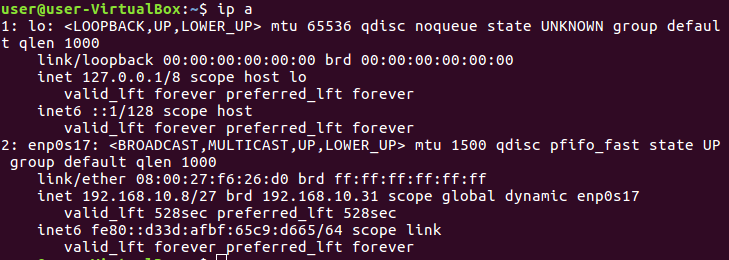 user@user-VirtualBox:~$ ip a
1: lo: <LOOPBACK,UP,LOWER_UP> mtu 65536 qdisc noqueue state UNKNOWN group defaul
t qlen 1000
    link/loopback 00:00:00:00:00:00 brd 00:00:00:00:00:00
    inet 127.0.0.1/8 scope host lo
       valid_lft forever preferred_lft forever
    inet6 ::1/128 scope host
       valid_lft forever preferred_lft forever
2: enp0s17: <BROADCAST,MULTICAST,UP,LOWER_UP> mtu 1500 qdisc pfifo_fast state UP
 group default qlen 1000
    link/ether 08:00:27:f6:26:d0 brd ff:ff:ff:ff:ff:ff
    inet 192.168.10.8/27 brd 192.168.10.31 scope global dynamic enp0s17
       valid_lft 528sec preferred_lft 528sec
    inet6 fe80::d33d:afbf:65c9:d665/64 scope link
       valid_lft forever preferred_lft forever